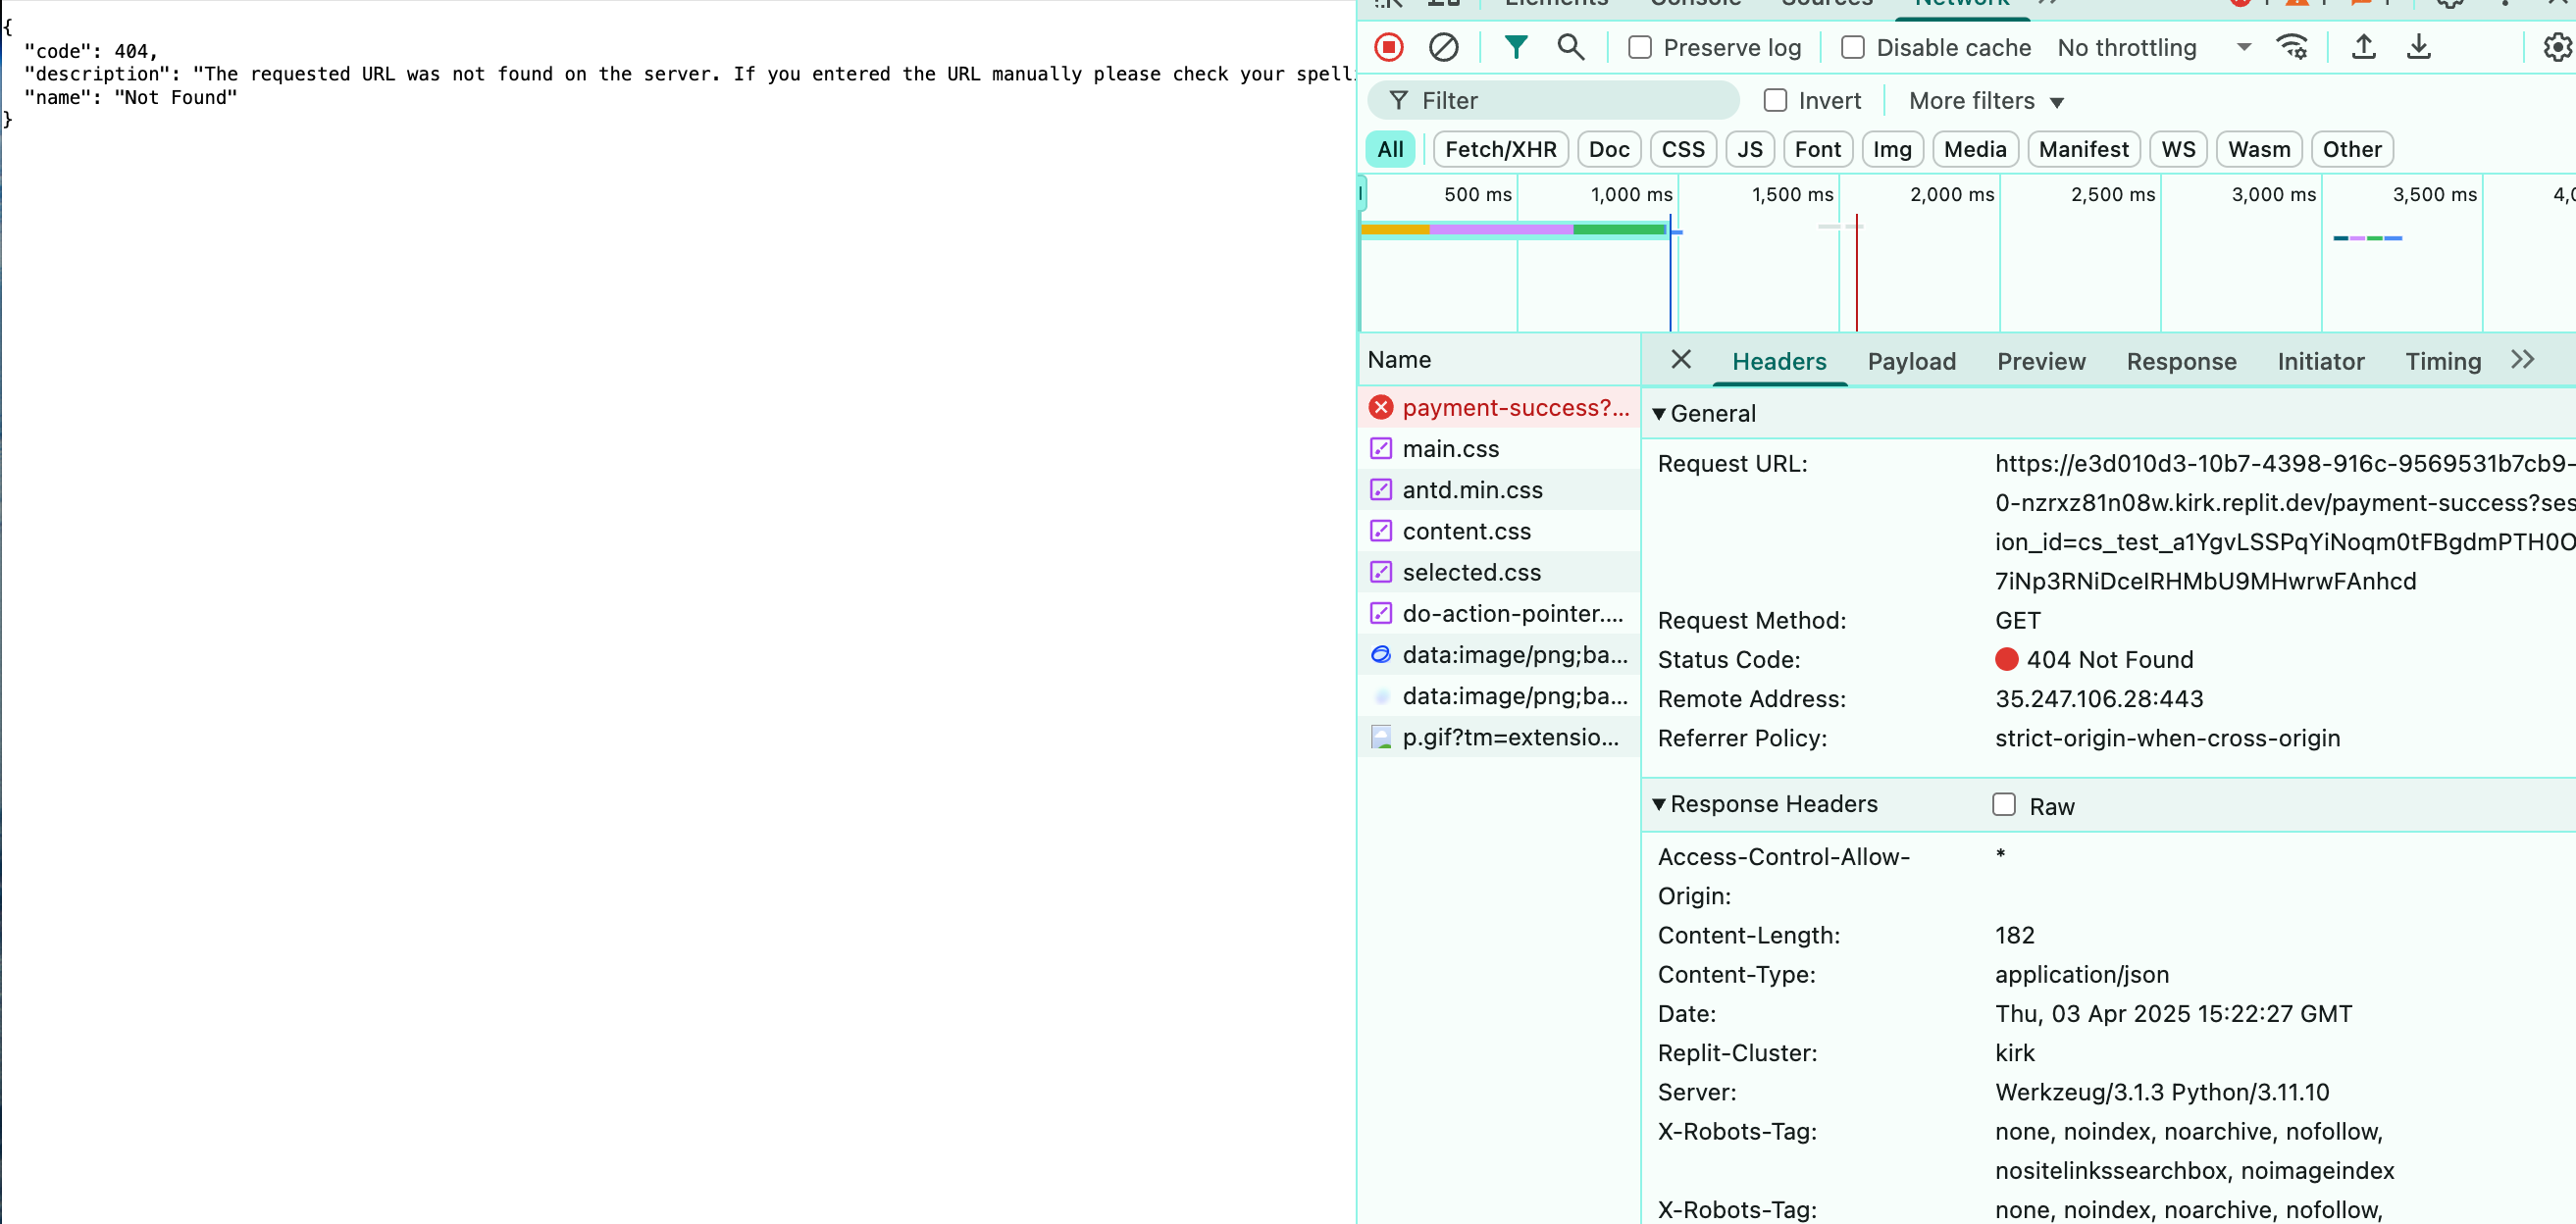 {
"code": 404,
"description": "The requested URL was not found on the server. If you entered the URL manually please check your spell
"name": "Not Found"
}
Elements Console Sources Network
Preserve log Disable cache No throttling
Filter Invert More filters
All Fetch/XHR Doc CSS JS Font Img Media Manifest WS Wasm Other
500 ms 1,000 ms 1,500 ms 2,000 ms 2,500 ms 3,000 ms 3,500 ms 4,0
Name
payment-success?...
main.css
antd.min.css
content.css
selected.css
do-action-pointer....
data:image/png;ba...
data:image/png;ba...
p.gif?tm=extensio...
Headers Payload Preview Response Initiator Timing
General
Request URL: https://e3d010d3-10b7-4398-916c-9569531b7cb9-
0-nzrxz81n08w.kirk.replit.dev/payment-success?ses
ion_id=cs_test_a1YgvLSSPqYiNoqm0tFBgdmPTH0O
7iNp3RNiDceIRHMbU9MHwrwFAnhcd
Request Method: GET
Status Code: 404 Not Found
Remote Address: 35.247.106.28:443
Referrer Policy: strict-origin-when-cross-origin
Response Headers Raw
Access-Control-Allow- *
Origin:
Content-Length: 182
Content-Type: application/json
Date: Thu, 03 Apr 2025 15:22:27 GMT
Replit-Cluster: kirk
Server: Werkzeug/3.1.3 Python/3.11.10
X-Robots-Tag: none, noindex, noarchive, nofollow,
nositelinkssearchbox, noimageindex
X-Robots-Tag: none, noindex, noarchive, nofollow,